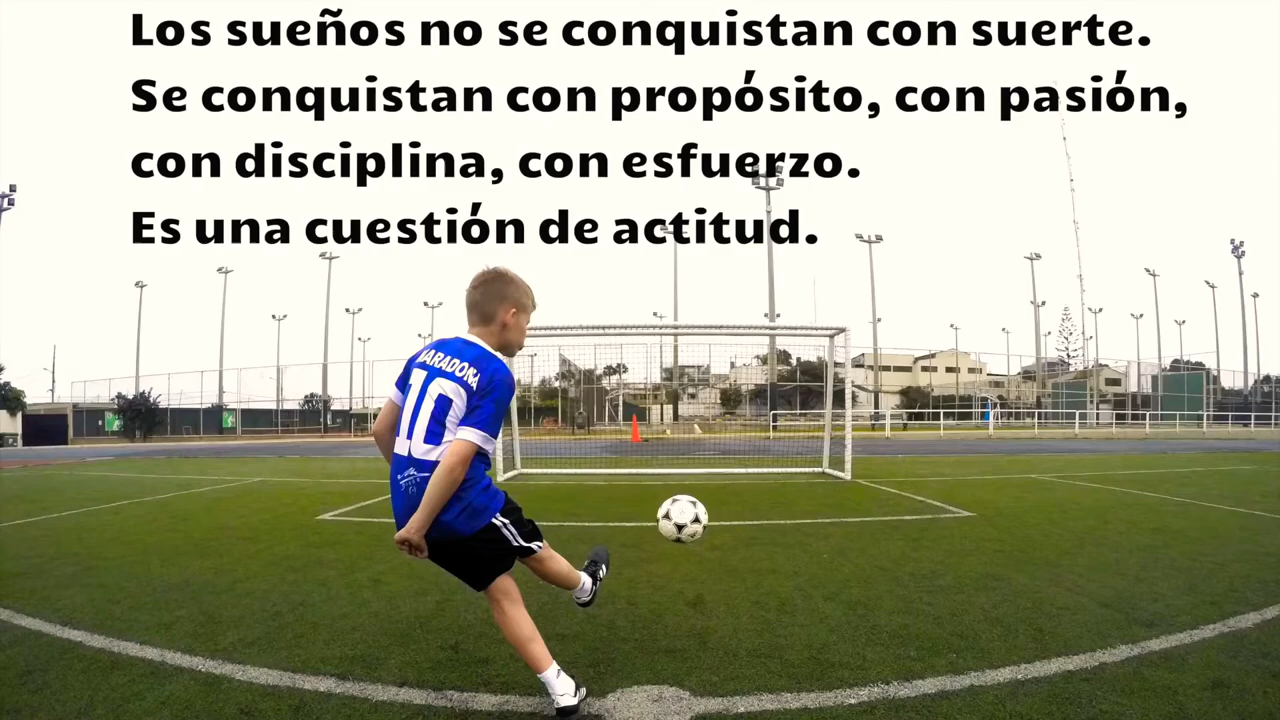 Los sueños no se conquistan con suerte.
Se conquistan con propósito, con pasión,
con disciplina, con esfuerzo.
Es una cuestión de actitud.
MARADONA
10